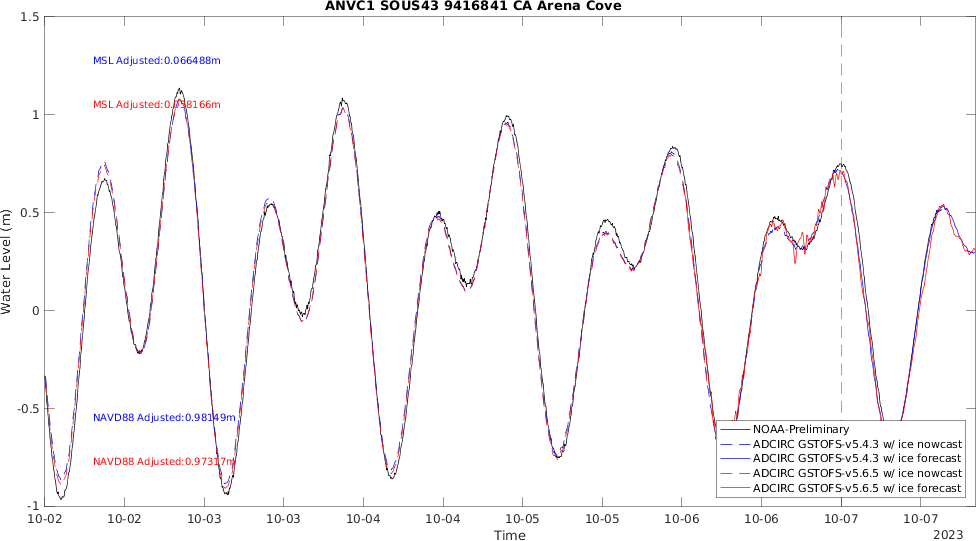 ANVC1 SOUS43 9416841 CA Arena Cove
1.5
MSL Adjusted:0.066488m
MSL Adjusted:0.058166m
1
0.5
Water Level (m)
0
-0.5
NAVD88 Adjusted:0.98149m
NAVD88 Adjusted:0.97317m
NOAA-Preliminary
ADCIRC GSTOFS-v5.4.3 w/ ice nowcast
ADCIRC GSTOFS-v5.4.3 w/ ice forecast
ADCIRC GSTOFS-v5.6.5 w/ ice nowcast
ADCIRC GSTOFS-v5.6.5 w/ ice forecast
-1
10-02 10-02 10-03 10-03 10-04 10-04 10-05 10-05 10-06 10-06 10-07 10-07
Time
2023